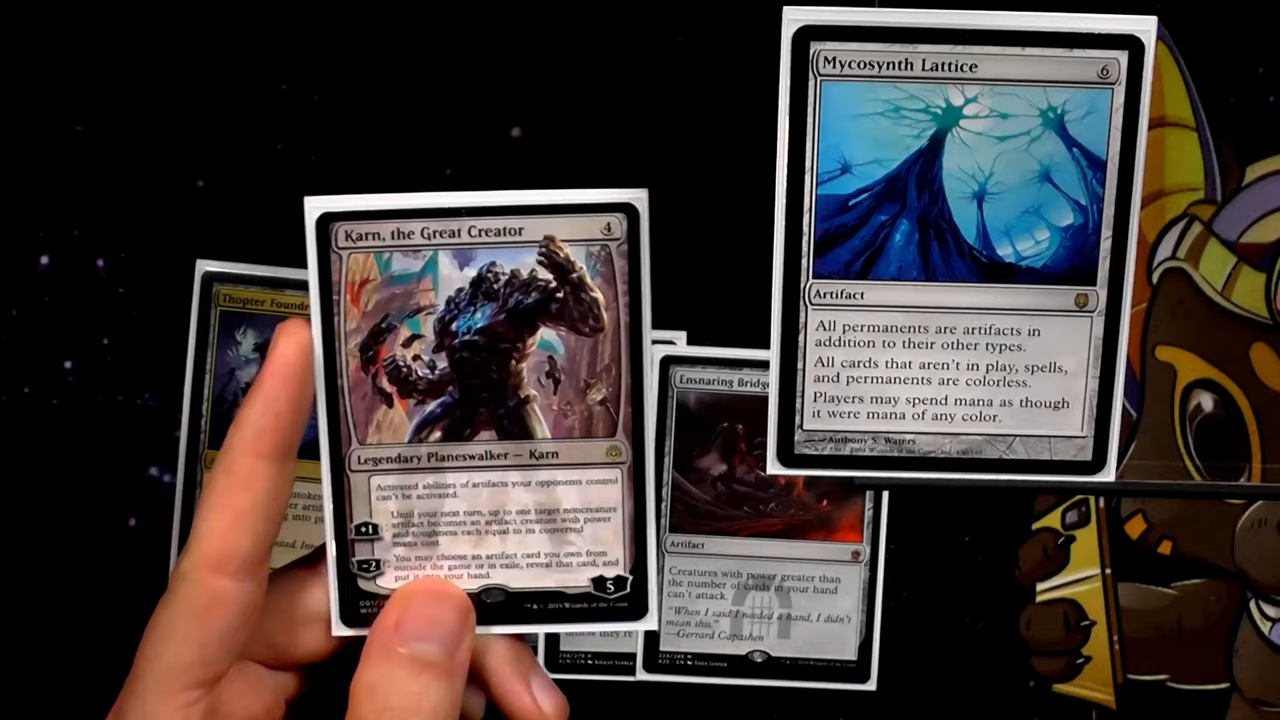 Thopter Foundr
Karn, the Great Creator
4
Legendary Planeswalker — Karn
Activated abilities of artifacts your opponents control
can't be activated.
+1
: Until your next turn, up to one target noncreature
artifact becomes an artifact creature with power
and toughness each equal to its converted
mana cost.
-2
: You may choose an artifact card you own from
outside the game or in exile, reveal that card, and
put it into your hand.
5
™ & © 2019 Wizards of the Coast
Mycosynth Lattice
6
Artifact
All permanents are artifacts in
addition to their other types.
All cards that aren't in play, spells,
and permanents are colorless.
Players may spend mana as though
it were mana of any color.
Anthony S. Waters
Ensnaring Bridge
Artifact
Creatures with power greater than
the number of cards in your hand
can't attack.
"When I said I needed a hand, I didn't
mean this."
—Gerrard Capashen